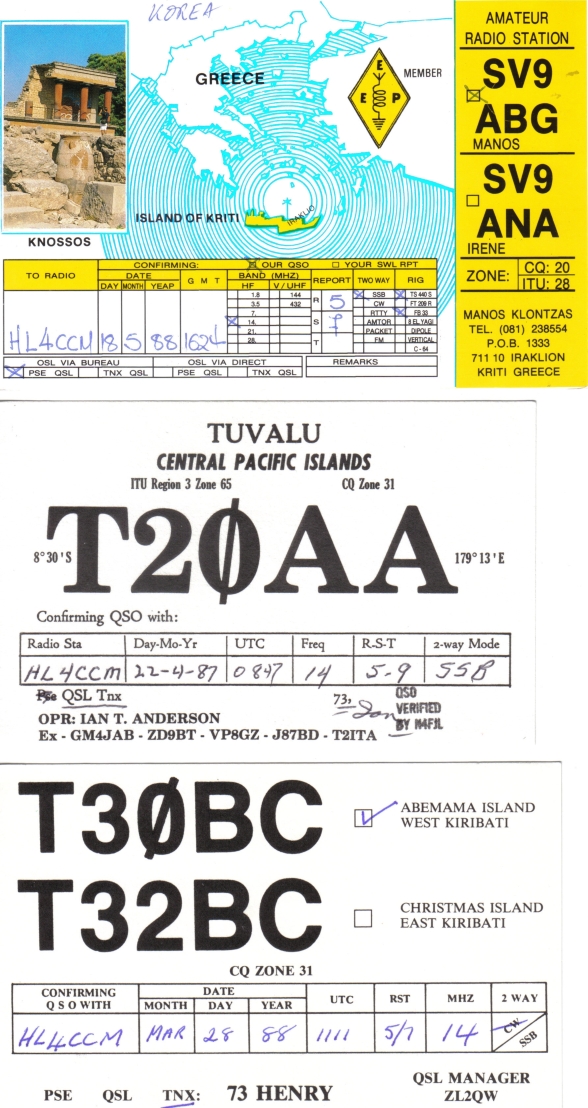 KOREA
GREECE
E
E P
MEMBER
ISLAND OF KRITI
IRAKLIO
KNOSSOS
AMATEUR
RADIO STATION
SV9
ABG
MANOS
SV9
ANA
IRENE
ZONE: CQ: 20
ITU: 28
MANOS KLONTZAS
TEL. (081) 238554
P.O.B. 1333
711 10 IRAKLION
KRITI GREECE
CONFIRMING: OUR QSO YOUR SWL RPT
TO RADIO DATE G M T BAND (MHZ) REPORT TWO WAY RIG
DAY MONTH YEAP HF V/UHF
1.8 144 R 5 SSB TS 440 S
3.5 432 CW FT 209 R
7. S RTTY FB 33
14. AMTOR 8 EL.YAGI
21. PACKET DIPOLE
28. T FM VERTICAL
C - 64
HL4CCM 18 5 88 1624
QSL VIA BUREAU QSL VIA DIRECT REMARKS
PSE QSL TNX QSL PSE QSL TNX QSL
TUVALU
CENTRAL PACIFIC ISLANDS
ITU Region 3 Zone 65 CQ Zone 31
8° 30 'S T2ØAA 179° 13 ' E
Confirming QSO with:
Radio Sta Day-Mo-Yr UTC Freq R-S-T 2-way Mode
HL4CCM 22-4-87 0847 14 5-9 SSB
Pse QSL Tnx 73, Ian QSO
VERIFIED
BY N4FJL
OPR: IAN T. ANDERSON
Ex - GM4JAB - ZD9BT - VP8GZ - J87BD - T2ITA
T3ØBC ABEMAMA ISLAND
WEST KIRIBATI
T32BC CHRISTMAS ISLAND
EAST KIRIBATI
CQ ZONE 31
CONFIRMING
Q S O WITH DATE UTC RST MHZ 2 WAY
MONTH DAY YEAR
HL4CCM MAR 28 88 1111 5/7 14 CW
SSB
PSE QSL TNX: 73 HENRY QSL MANAGER
ZL2QW